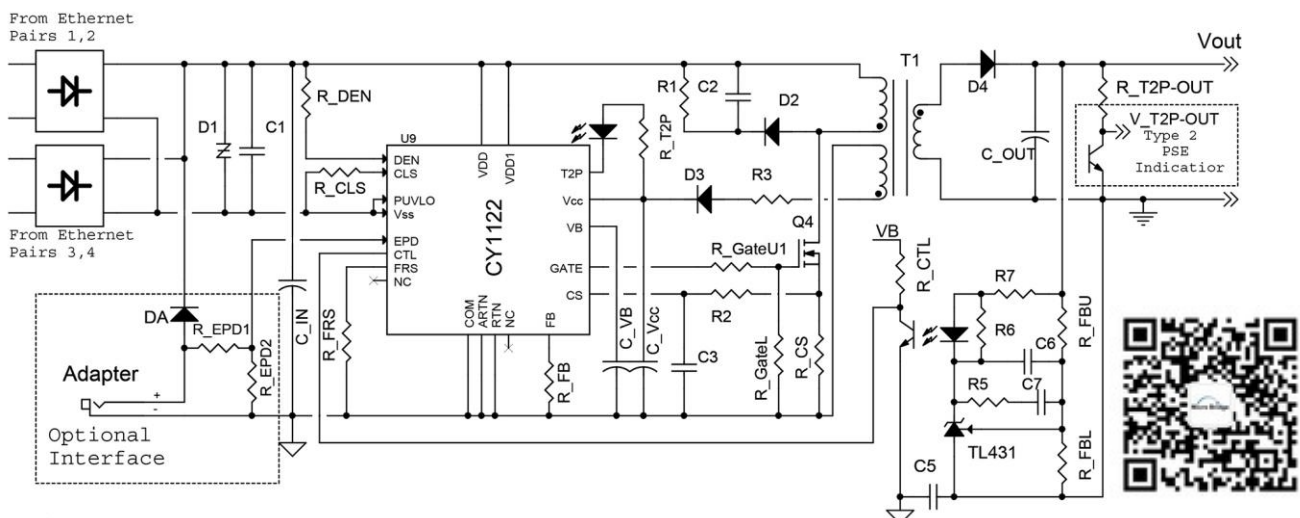 From Ethernet
Pairs 1,2
Vout
T1
R1
C2
R_DEN
D4
R_T2P-OUT
D2
V_T2P-OUT
Type 2
PSE
Indicatior
D1
C1
U9
R_T2P
C_OUT
DEN
CLS
VDD
VDD1
T2P
R_CLS
D3
R3
PUVLO
Vss
Vcc
Q4
From Ethernet
Pairs 3,4
VB
VB
EPD
CTL
FRS
NC
CY1122
GATE
R_GateU1
R_CTL
CS
R2
R7
DA
R_EPD1
R_EPD2
C_IN
R_FRS
COM
ARTN
RTN
NC
FB
C_VB
C_Vcc
R_GateL
R_CS
R6
C6
R_FBU
C3
R_FB
R5
C7
Adapter
+
-
Optional
Interface
TL431
R_FBL
C5
Micro Bridge